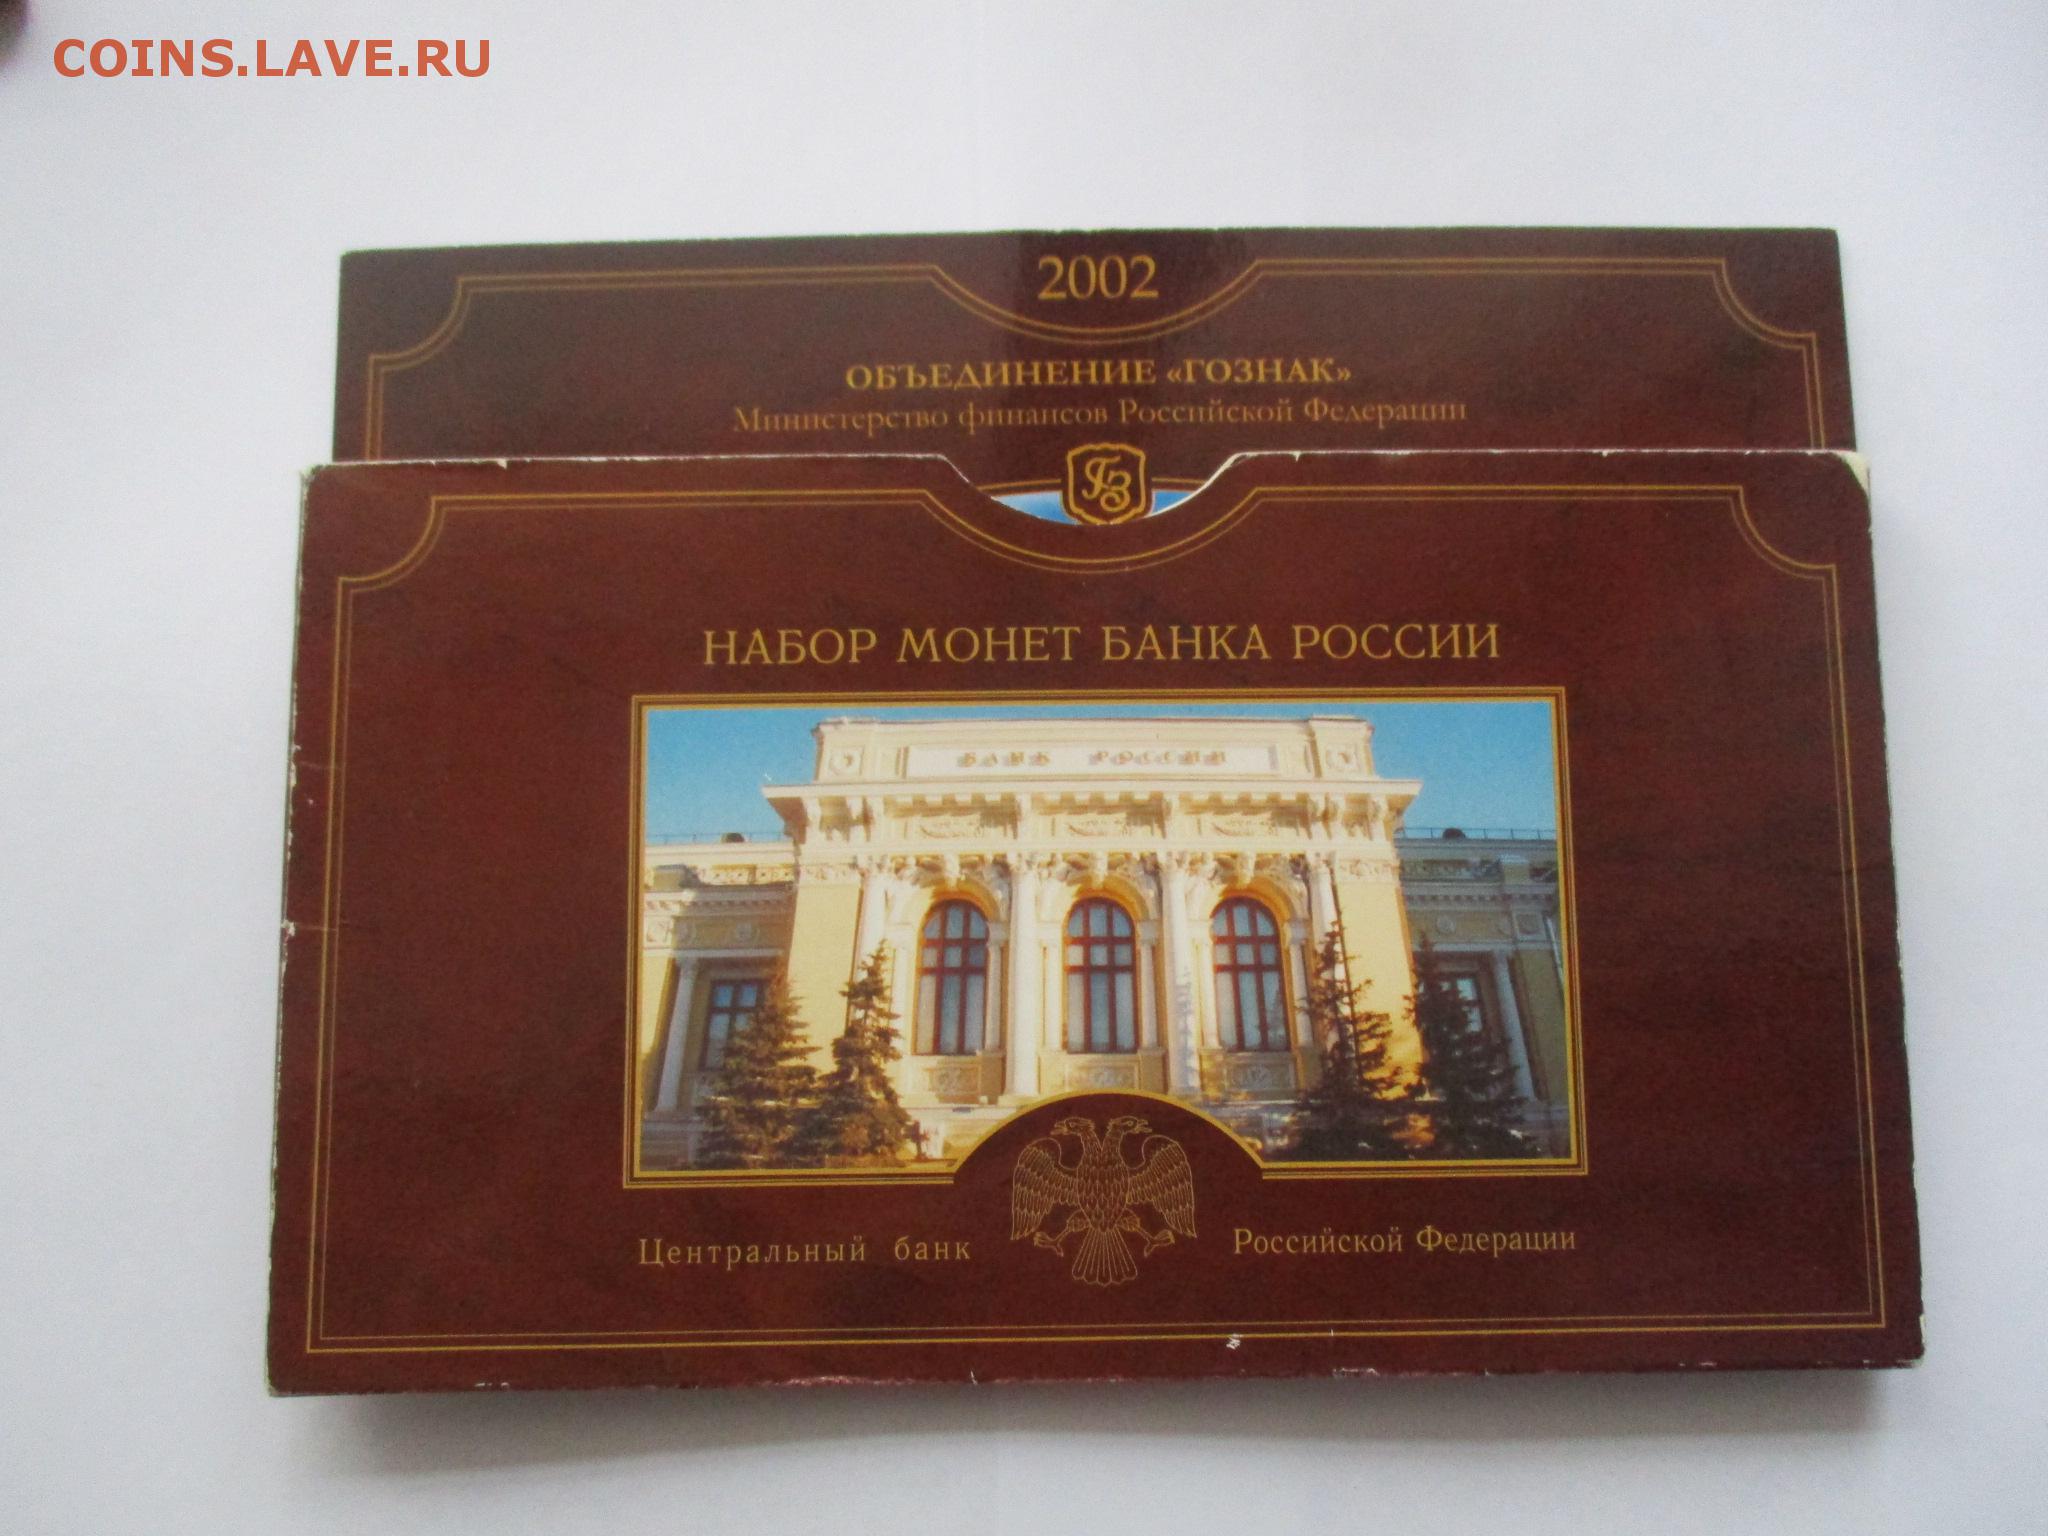 COINS.LAVE.RU
2002
ОБЪЕДИНЕНИЕ «ГОЗНАК»
Министерство финансов Российской Федерации
ГЗ
НАБОР МОНЕТ БАНКА РОССИИ
БАНК РОССИИ
Центральный банк Российской Федерации